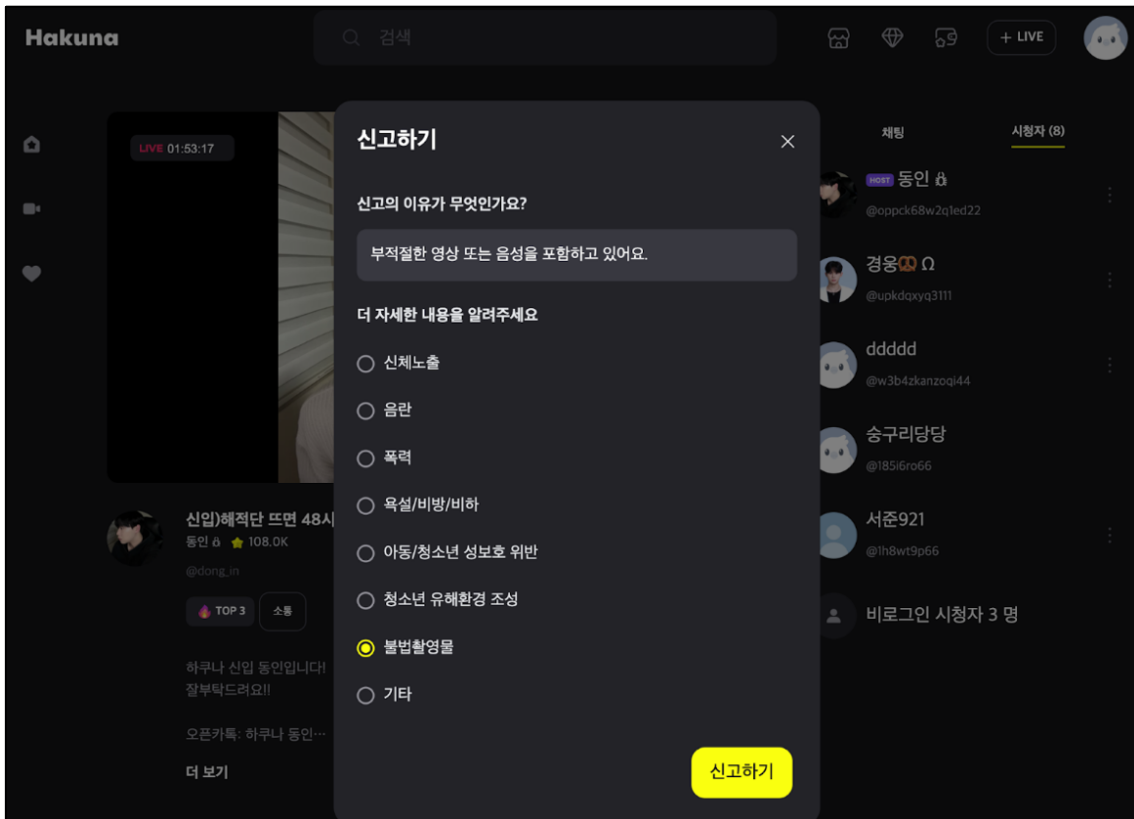 Hakuna
검색
+ LIVE
LIVE 01:53:17
신고하기
신고의 이유가 무엇인가요?
부적절한 영상 또는 음성을 포함하고 있어요.
더 자세한 내용을 알려주세요
신체노출
음란
폭력
욕설/비방/비하
아동/청소년 성보호 위반
청소년 유해환경 조성
불법촬영물
기타
신고하기
신입)해적단 뜨면 48시
동인 108.0K
@dong_in
TOP 3
소통
하쿠나 신입 동인입니다!
잘부탁드려요!!
오픈카톡: 하쿠나 동인…
더 보기
채팅
시청자 (8)
HOST 동인
@oppck68w2q1ed22
경웅 Ω
@upkdqxyq3111
ddddd
@w3b4zkanzoqi44
숭구리당당
@185i6ro66
서준921
@1h8wt9p66
비로그인 시청자 3 명